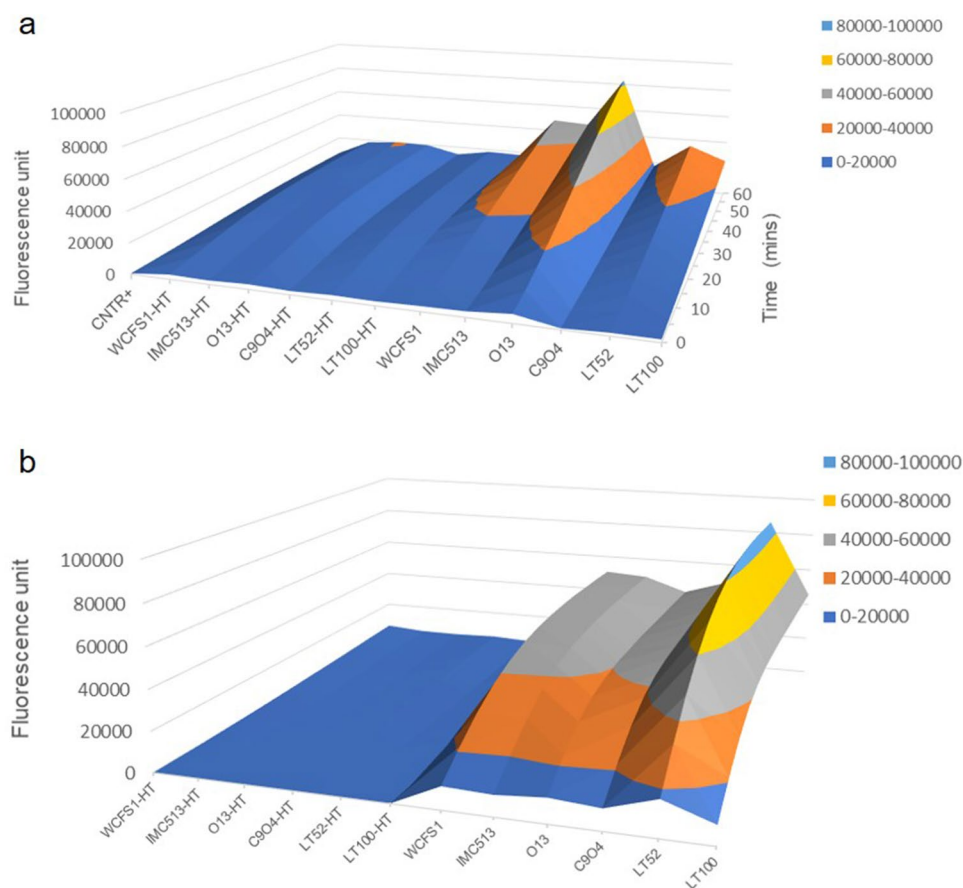 a
80000-100000
60000-80000
40000-60000
20000-40000
0-20000
Fluorescence unit
100000
80000
60000
40000
20000
0
CNTR+
WCFS1-HT
IMC513-HT
O13-HT
C9O4-HT
LT52-HT
LT100-HT
WCFS1
IMC513
O13
C9O4
LT52
LT100
0
10
20
30
40
50
60
Time (mins)
b
80000-100000
60000-80000
40000-60000
20000-40000
0-20000
Fluorescence unit
100000
80000
60000
40000
20000
0
WCFS1-HT
IMC513-HT
O13-HT
C9O4-HT
LT52-HT
LT100-HT
WCFS1
IMC513
O13
C9O4
LT52
LT100